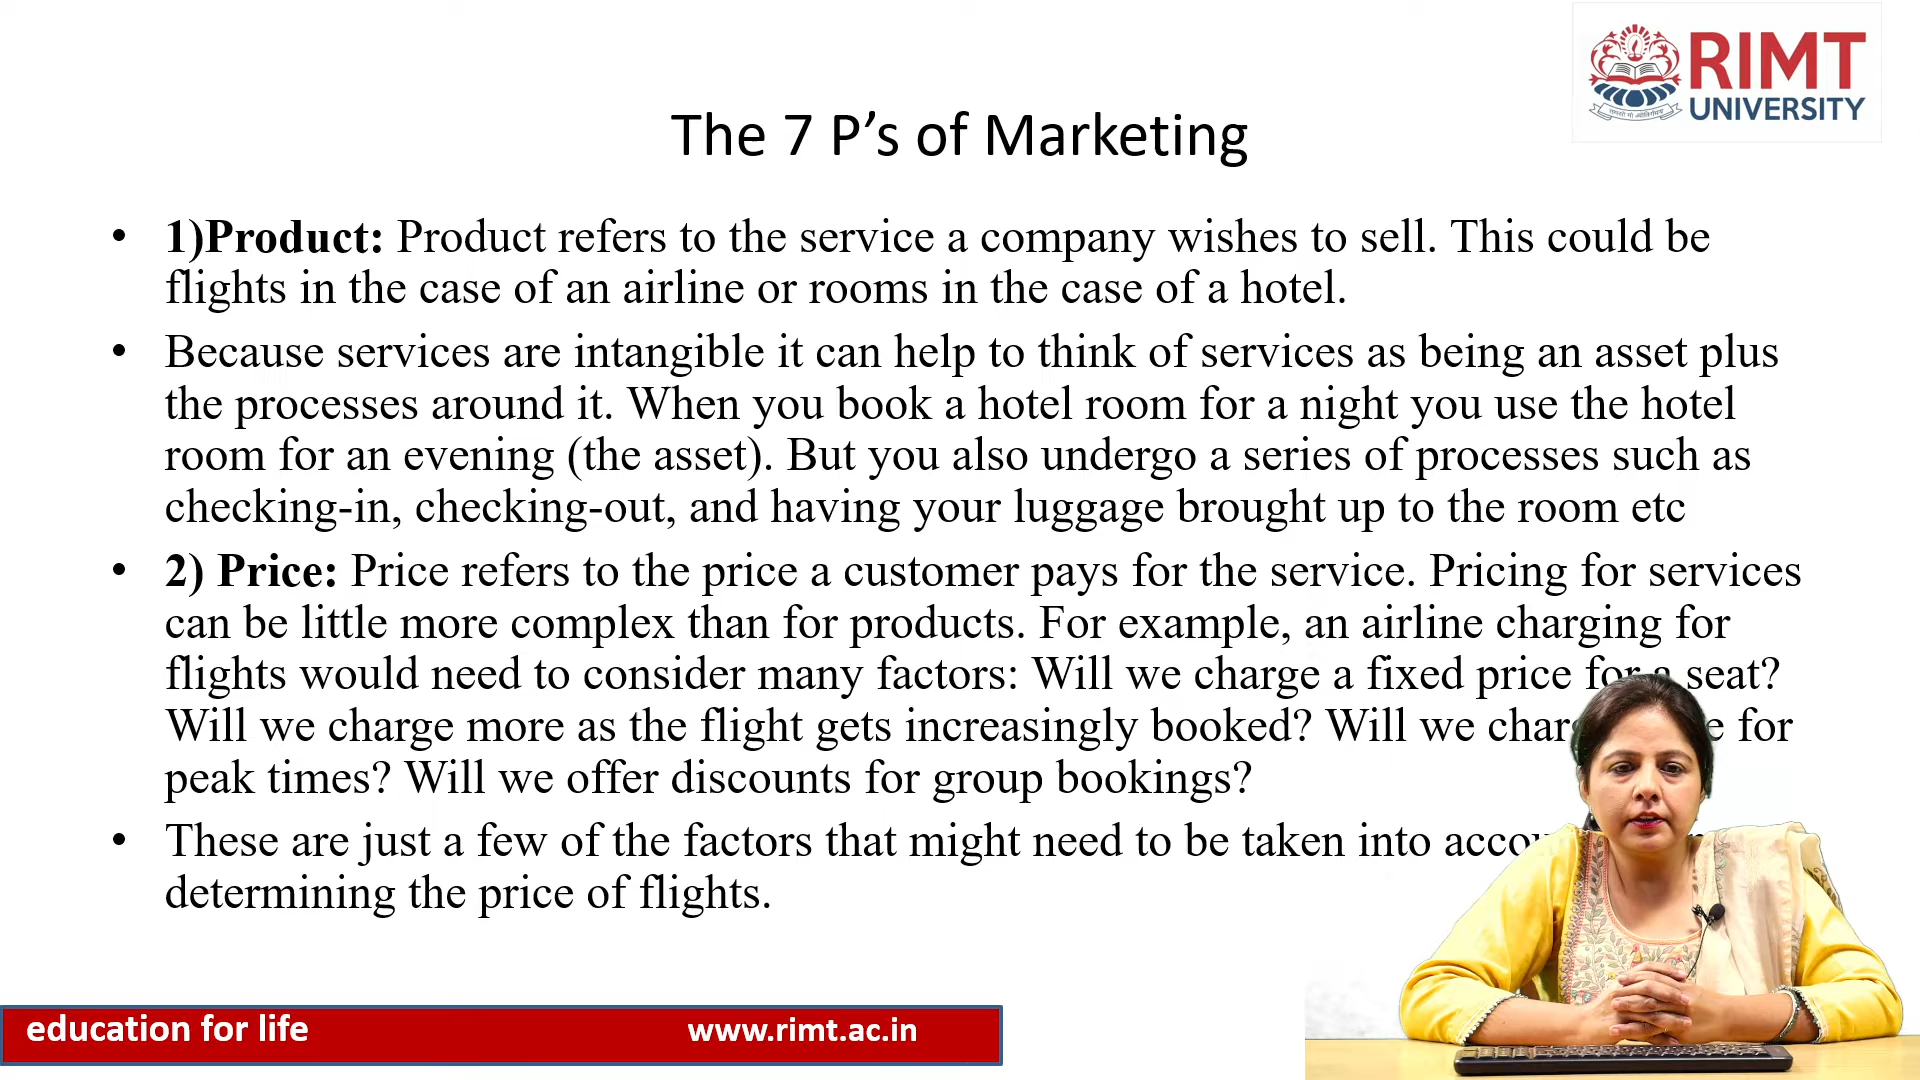 RIMT
UNIVERSITY
The 7 P’s of Marketing
• 1)Product: Product refers to the service a company wishes to sell. This could be
flights in the case of an airline or rooms in the case of a hotel.
• Because services are intangible it can help to think of services as being an asset plus
the processes around it. When you book a hotel room for a night you use the hotel
room for an evening (the asset). But you also undergo a series of processes such as
checking-in, checking-out, and having your luggage brought up to the room etc
• 2) Price: Price refers to the price a customer pays for the service. Pricing for services
can be little more complex than for products. For example, an airline charging for
flights would need to consider many factors: Will we charge a fixed price for a seat?
Will we charge more as the flight gets increasingly booked? Will we for
peak times? Will we offer discounts for group bookings?
• These are just a few of the factors that might need to be taken into
determining the price of flights.
education for life www.rimt.ac.in